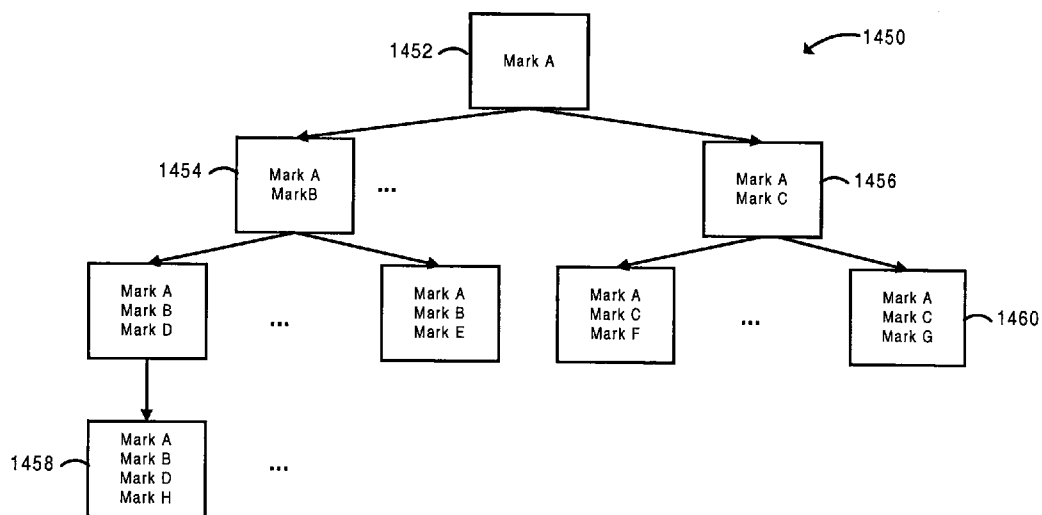 1452
Mark A
1450
1454
Mark A
MarkB
...
Mark A
Mark C
1456
Mark A
Mark B
Mark D
...
Mark A
Mark B
Mark E
Mark A
Mark C
Mark F
...
Mark A
Mark C
Mark G
1460
1458
Mark A
Mark B
Mark D
Mark H
...